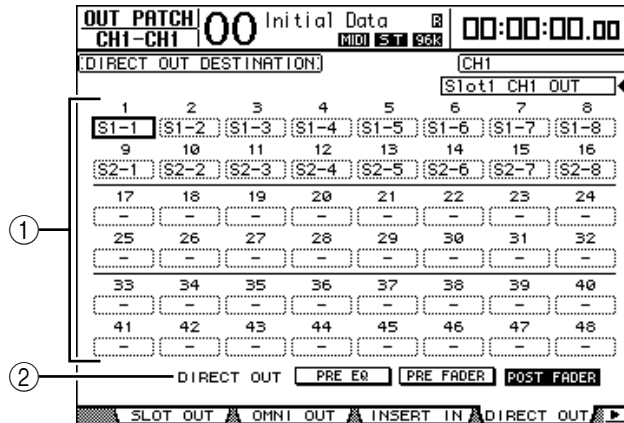 OUT PATCH 00 Initial Data R 00:00:00.00
CH1-CH1 MIDI ST 96k
DIRECT OUT DESTINATION CH1
Slot1 CH1 OUT
1 2 3 4 5 6 7 8
S1-1 S1-2 S1-3 S1-4 S1-5 S1-6 S1-7 S1-8
9 10 11 12 13 14 15 16
S2-1 S2-2 S2-3 S2-4 S2-5 S2-6 S2-7 S2-8
17 18 19 20 21 22 23 24
- - - - - - - -
① 25 26 27 28 29 30 31 32
- - - - - - - -
33 34 35 36 37 38 39 40
- - - - - - - -
41 42 43 44 45 46 47 48
- - - - - - - -
② DIRECT OUT PRE EQ PRE FADER POST FADER
SLOT OUT OMNI OUT INSERT IN DIRECT OUT